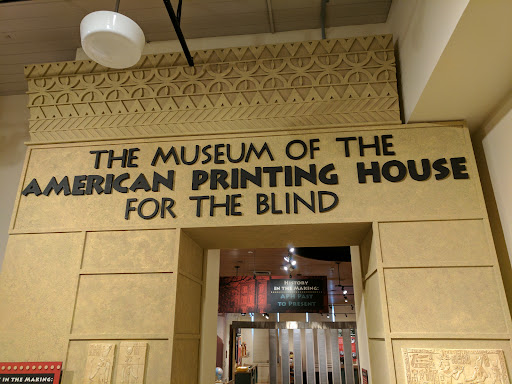 THE MUSEUM OF THE
AMERICAN PRINTING HOUSE
FOR THE BLIND
HISTORY
IN THE MAKING:
APH PAST
TO PRESENT
IN THE MAKING: